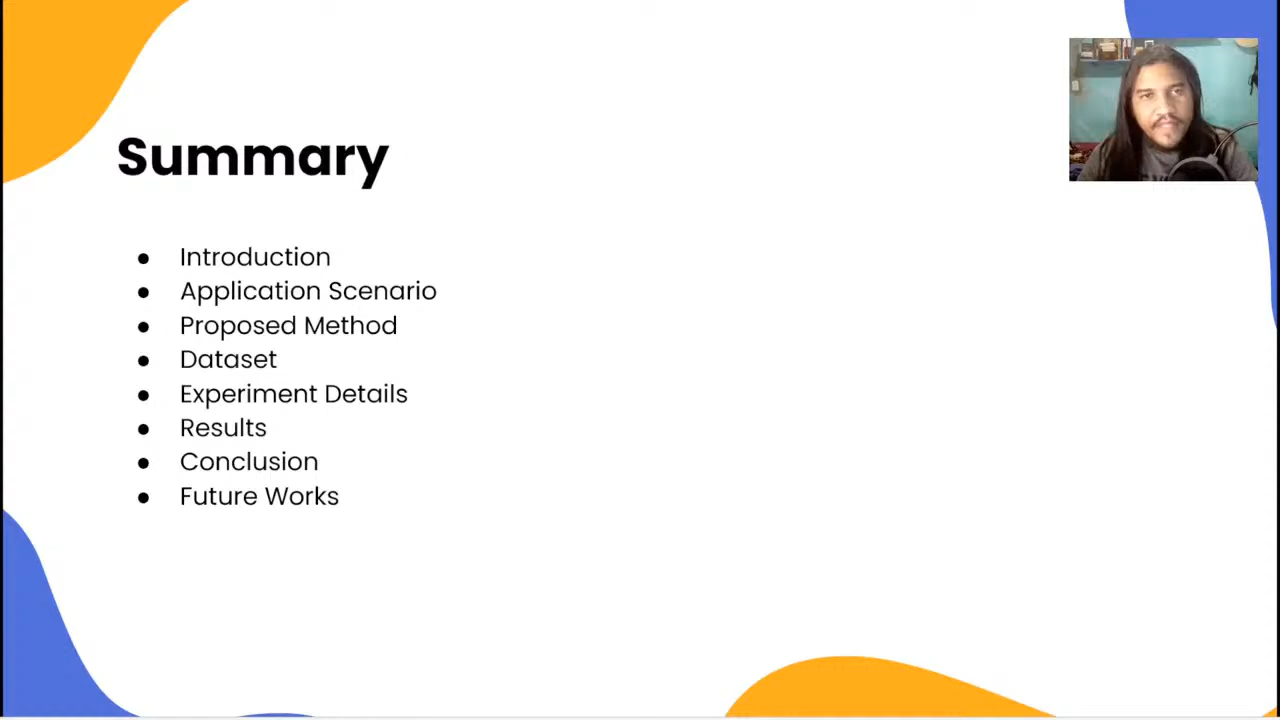 Summary
● Introduction
● Application Scenario
● Proposed Method
● Dataset
● Experiment Details
● Results
● Conclusion
● Future Works